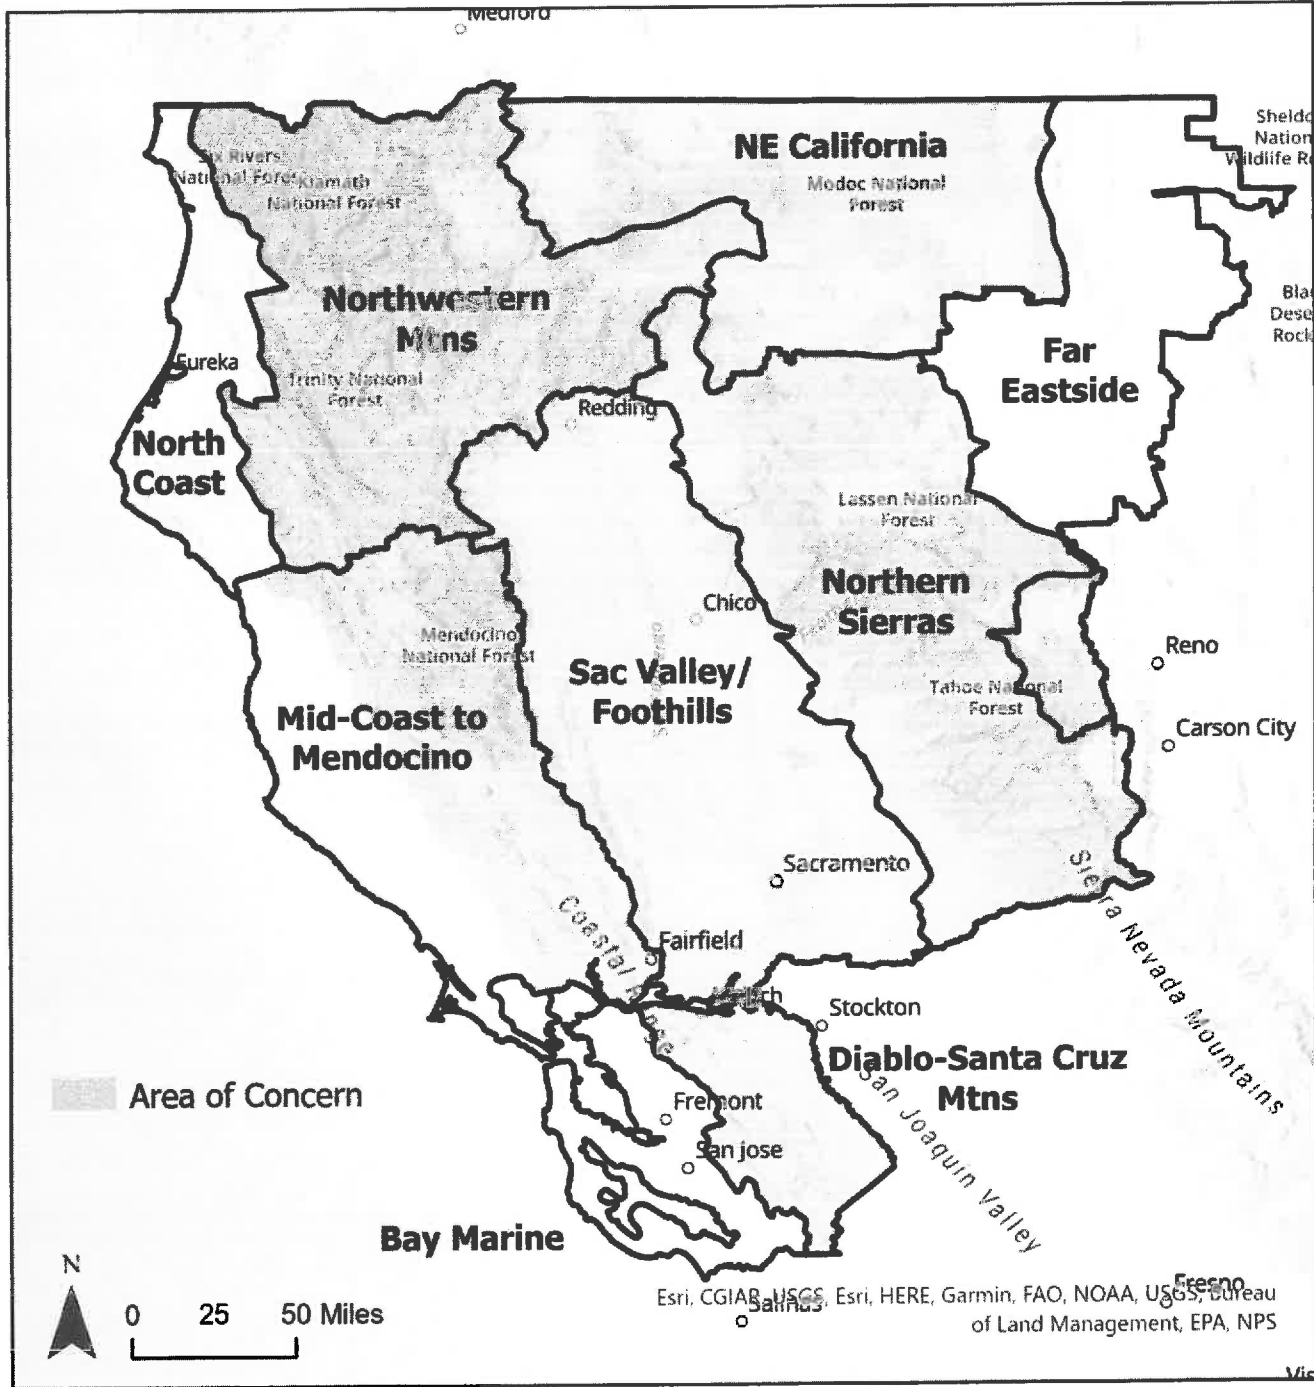 Medford
NE California
Modoc National
Forest
Six Rivers
National Forest
Klamath
National Forest
Northwestern
Mtns
Eureka
Trinity National
Forest
Redding
North
Coast
Far
Eastside
Lassen National
Forest
Northern
Sierras
Chico
Mendocino
National Forest
Sac Valley/
Foothills
Tahoe National
Forest
Reno
Carson City
Mid-Coast to
Mendocino
Sacramento
Sierra Nevada Mountains
Coastal Range
Fairfield
Stockton
Diablo-Santa Cruz
Mtns
San Joaquin Valley
Area of Concern
Fremont
San jose
Bay Marine
N
0 25 50 Miles
Fresno
Salinas
Esri, CGIAR, USGS, Esri, HERE, Garmin, FAO, NOAA, USGS, Bureau
of Land Management, EPA, NPS